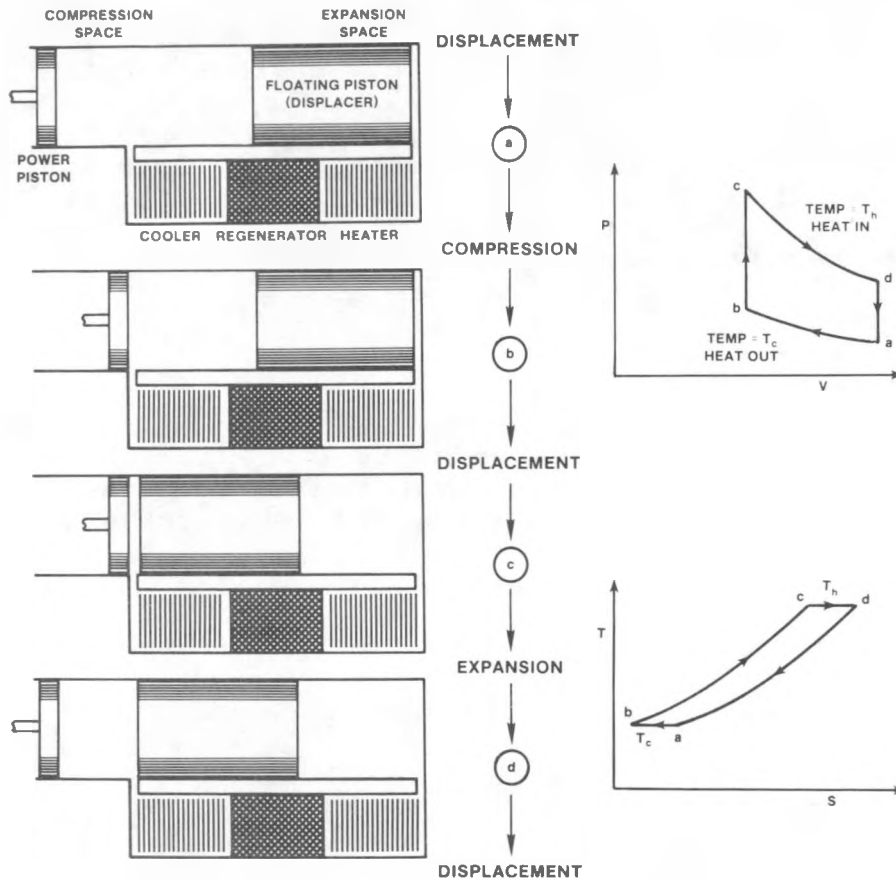 COMPRESSION
SPACE
EXPANSION
SPACE
FLOATING PISTON
(DISPLACER)
POWER
PISTON
COOLER REGENERATOR HEATER
DISPLACEMENT
a
COMPRESSION
b
DISPLACEMENT
c
EXPANSION
d
DISPLACEMENT
P
c
TEMP = Th
HEAT IN
d
b
TEMP = Tc
HEAT OUT
a
V
T
c
Th
d
b
Tc
a
S